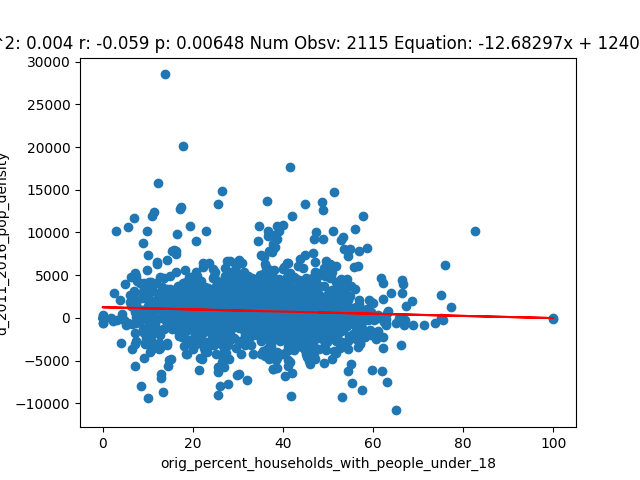 ^2: 0.004 r: -0.059 p: 0.00648 Num Obsv: 2115 Equation: -12.68297x + 1240
30000
25000
20000
15000
10000
5000
0
−5000
−10000
d_2011_2016_pop_density
0 20 40 60 80 100
orig_percent_households_with_people_under_18